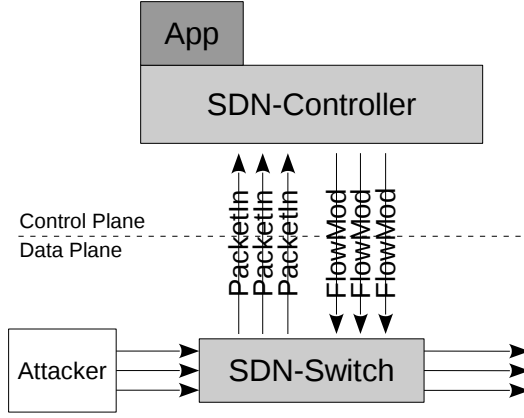 App
SDN-Controller
PacketIn
PacketIn
PacketIn
FlowMod
FlowMod
FlowMod
Control Plane
Data Plane
Attacker
SDN-Switch